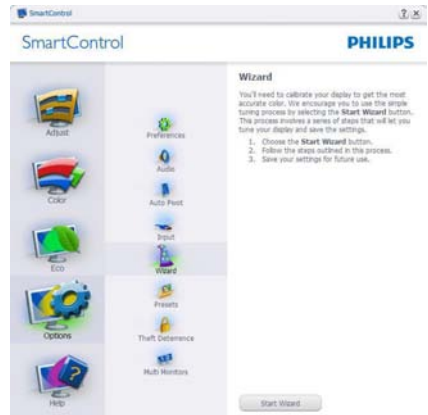 SmartControl
SmartControl
PHILIPS
Adjust
Color
Eco
Options
Help
Preferences
Audio
Auto Pivot
Input
Wizard
Presets
Theft Deterrence
Multi Monitors
Wizard
You'll need to calibrate your display to get the most
accurate color. We encourage you to use the simple
tuning process by selecting the Start Wizard button.
This process involves a series of steps that will let you
tune your display and save the settings.
1. Choose the Start Wizard button.
2. Follow the steps outlined in this process.
3. Save your settings for future use.
Start Wizard